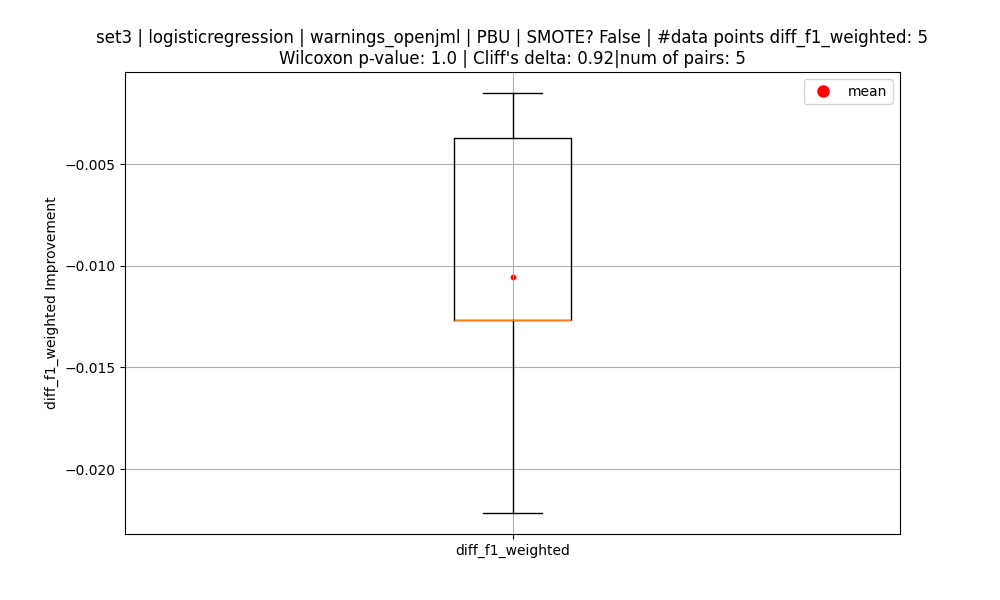 set3 | logisticregression | warnings_openjml | PBU | SMOTE? False | #data points diff_f1_weighted: 5
Wilcoxon p-value: 1.0 | Cliff's delta: 0.92|num of pairs: 5
mean
−0.005
−0.010
−0.015
−0.020
diff_f1_weighted Improvement
diff_f1_weighted